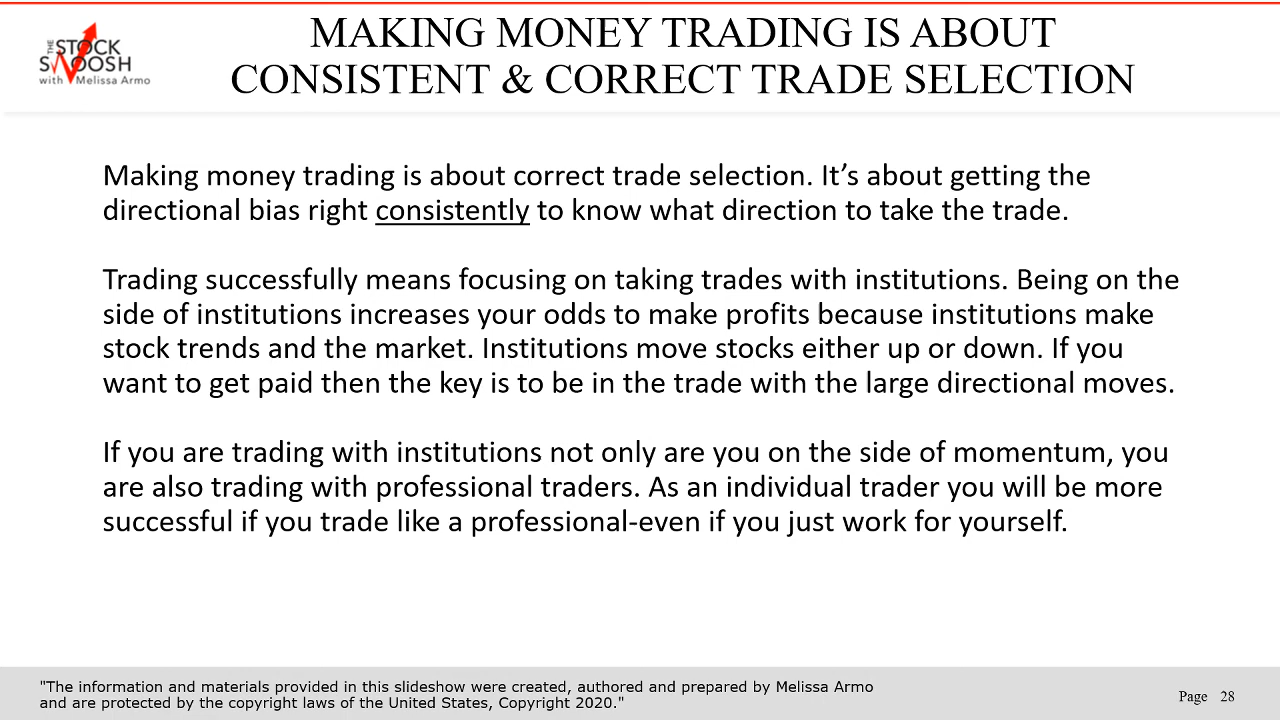 THE
STOCK
SWOOSH
with Melissa Armo
MAKING MONEY TRADING IS ABOUT
CONSISTENT & CORRECT TRADE SELECTION
Making money trading is about correct trade selection. It’s about getting the
directional bias right consistently to know what direction to take the trade.
Trading successfully means focusing on taking trades with institutions. Being on the
side of institutions increases your odds to make profits because institutions make
stock trends and the market. Institutions move stocks either up or down. If you
want to get paid then the key is to be in the trade with the large directional moves.
If you are trading with institutions not only are you on the side of momentum, you
are also trading with professional traders. As an individual trader you will be more
successful if you trade like a professional-even if you just work for yourself.
"The information and materials provided in this slideshow were created, authored and prepared by Melissa Armo
and are protected by the copyright laws of the United States, Copyright 2020."
Page 28